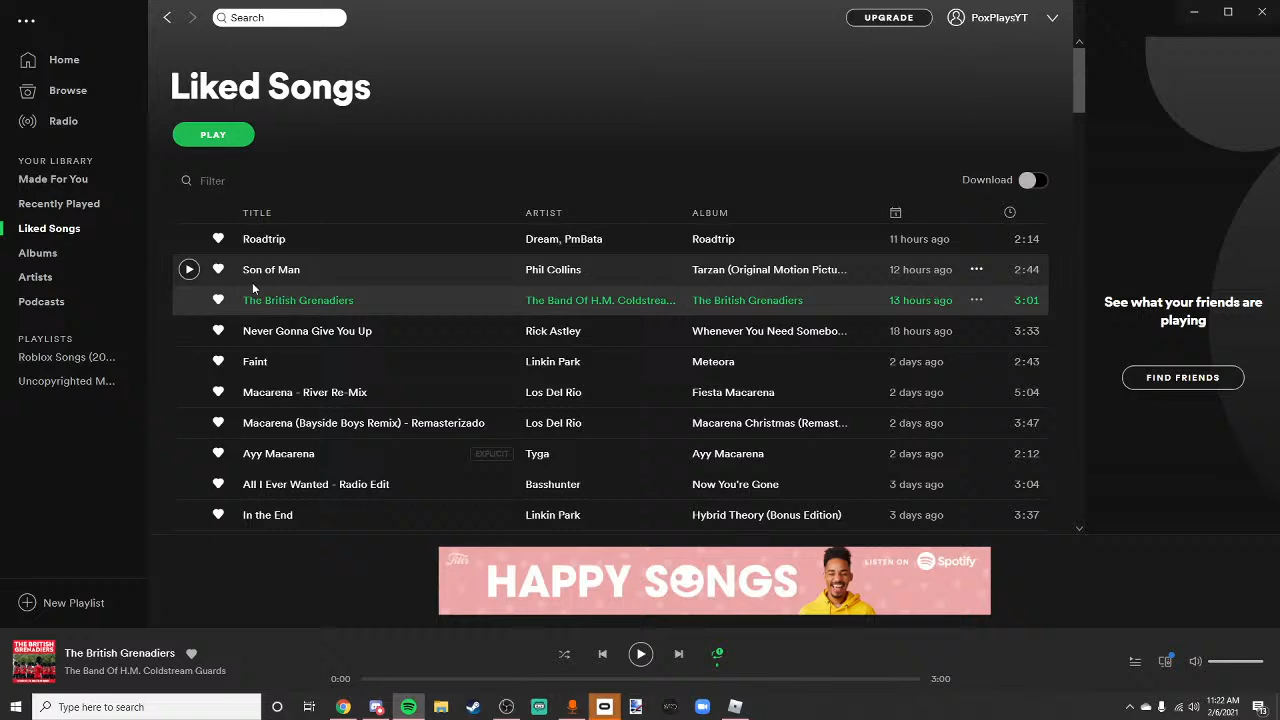 Search
UPGRADE
PoxPlaysYT
Home
Browse
Radio
YOUR LIBRARY
Made For You
Recently Played
Liked Songs
Albums
Artists
Podcasts
PLAYLISTS
Roblox Songs (20...
Uncopyrighted M...
New Playlist
Liked Songs
PLAY
Filter
Download
TITLE ARTIST ALBUM
Roadtrip Dream, PmBata Roadtrip 11 hours ago 2:14
Son of Man Phil Collins Tarzan (Original Motion Pictu... 12 hours ago 2:44
The British Grenadiers The Band Of H.M. Coldstrea... The British Grenadiers 13 hours ago 3:01
Never Gonna Give You Up Rick Astley Whenever You Need Somebo... 18 hours ago 3:33
Faint Linkin Park Meteora 2 days ago 2:43
Macarena - River Re-Mix Los Del Rio Fiesta Macarena 2 days ago 5:04
Macarena (Bayside Boys Remix) - Remasterizado Los Del Rio Macarena Christmas (Remast... 2 days ago 3:47
Ayy Macarena EXPLICIT Tyga Ayy Macarena 2 days ago 2:12
All I Ever Wanted - Radio Edit Basshunter Now You're Gone 3 days ago 3:04
In the End Linkin Park Hybrid Theory (Bonus Edition) 3 days ago 3:37
See what your friends are
playing
FIND FRIENDS
HAPPY SONGS
LISTEN ON Spotify
THE BRITISH
GRENADIERS
The British Grenadiers
The Band Of H.M. Coldstream Guards
0:00
3:00
Type here to search
11:22 AM
2/6/2021